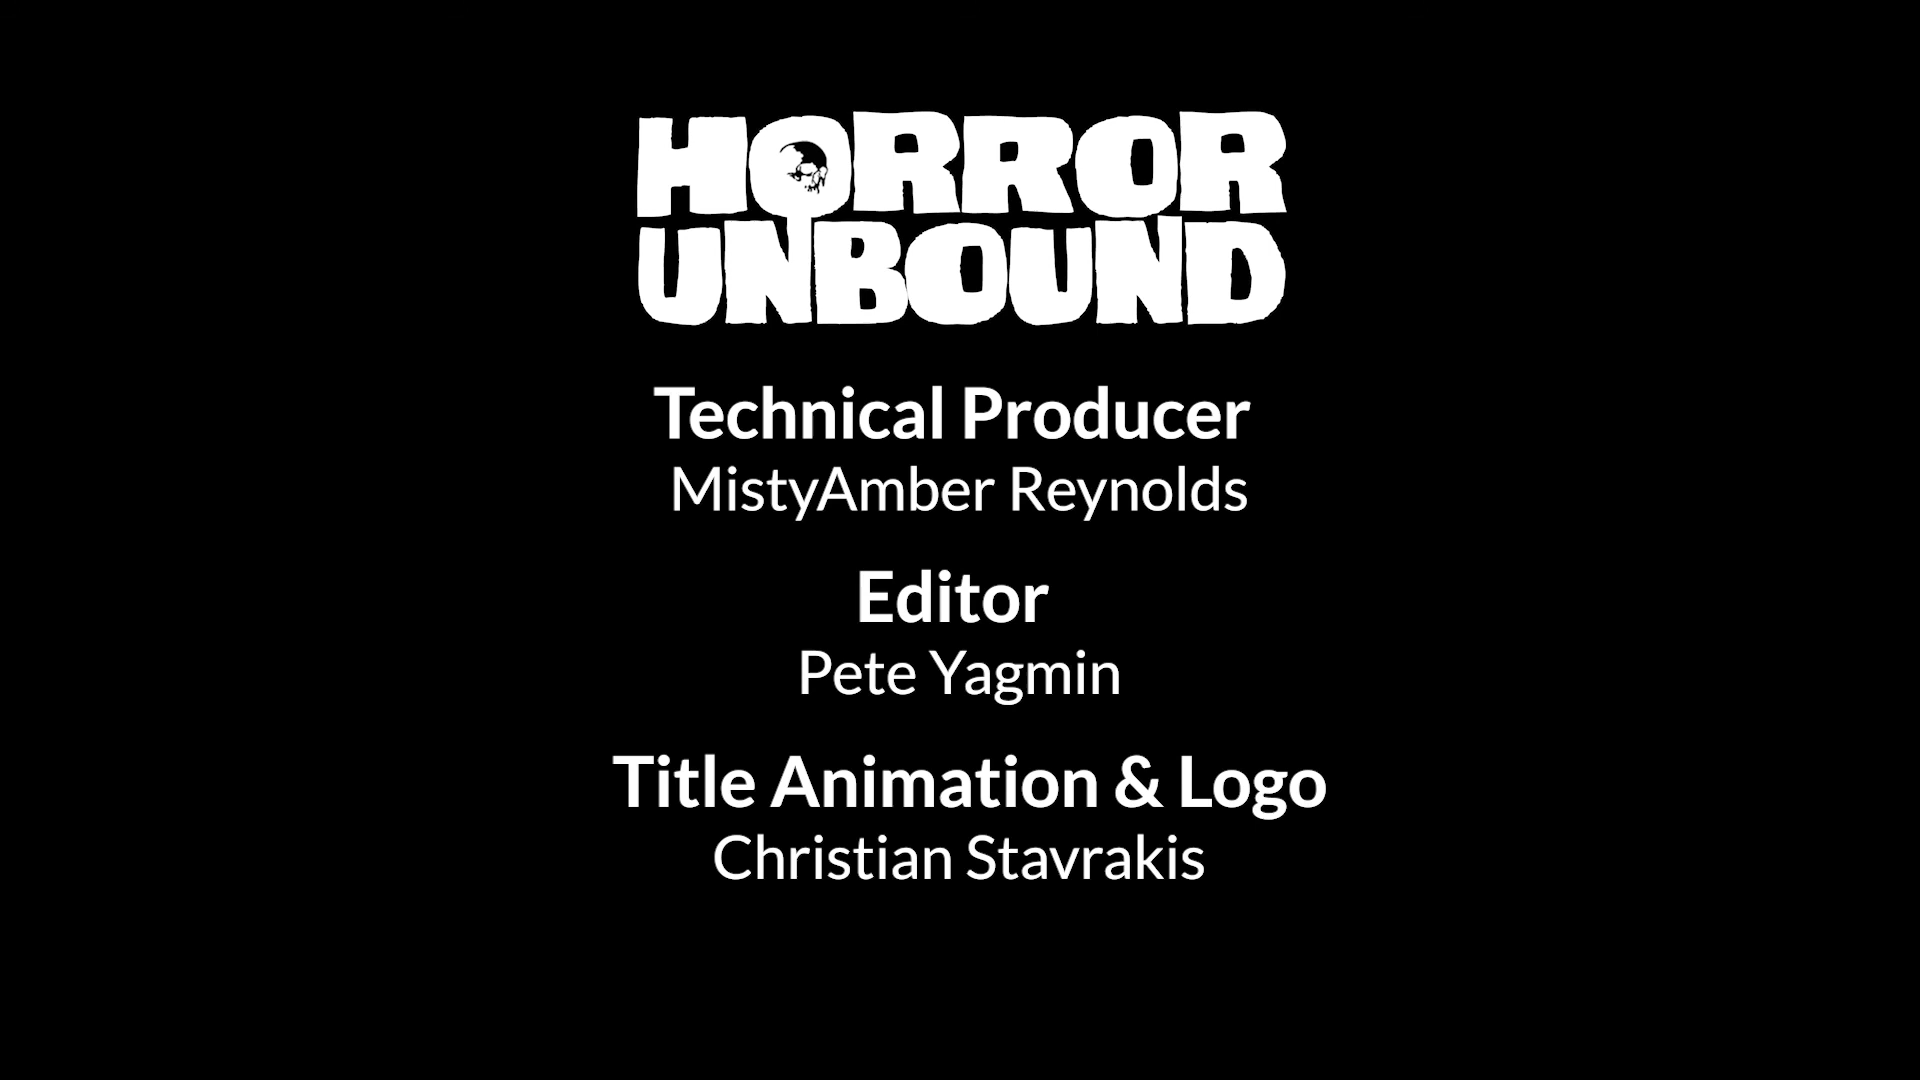 HORROR
UNBOUND
Technical Producer
MistyAmber Reynolds
Editor
Pete Yagmin
Title Animation & Logo
Christian Stavrakis